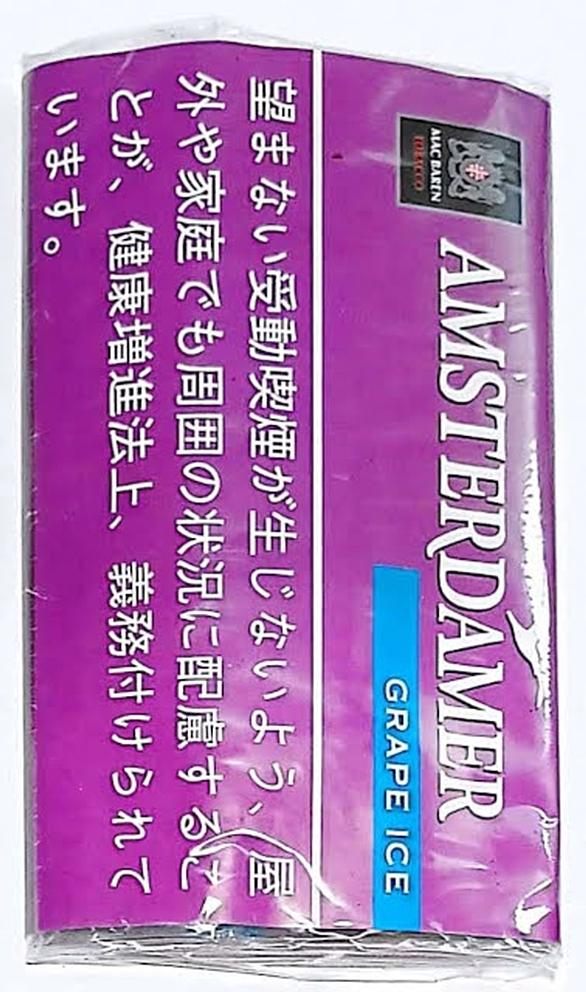 MAC BAREN
TOBACCO
AMSTERDAMER
GRAPE ICE
望まない受動喫煙が生じないよう、屋
外や家庭でも周囲の状況に配慮するこ
とが、健康増進法上、義務付けられて
います。